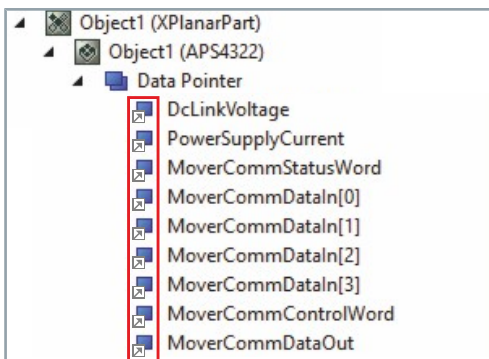 Object1 (XPlanarPart)
Object1 (APS4322)
Data Pointer
DcLinkVoltage
PowerSupplyCurrent
MoverCommStatusWord
MoverCommDataIn[0]
MoverCommDataIn[1]
MoverCommDataIn[2]
MoverCommDataIn[3]
MoverCommControlWord
MoverCommDataOut